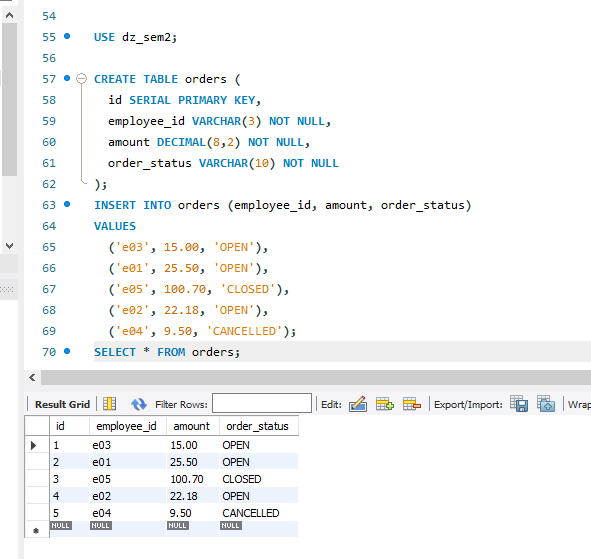 54
55 USE dz_sem2;
56
57 CREATE TABLE orders (
58 id SERIAL PRIMARY KEY,
59 employee_id VARCHAR(3) NOT NULL,
60 amount DECIMAL(8,2) NOT NULL,
61 order_status VARCHAR(10) NOT NULL
62 );
63 INSERT INTO orders (employee_id, amount, order_status)
64 VALUES
65 ('e03', 15.00, 'OPEN'),
66 ('e01', 25.50, 'OPEN'),
67 ('e05', 100.70, 'CLOSED'),
68 ('e02', 22.18, 'OPEN'),
69 ('e04', 9.50, 'CANCELLED');
70 SELECT * FROM orders;
Result Grid Filter Rows: Edit: Export/Import: Wrap
id employee_id amount order_status
1 e03 15.00 OPEN
2 e01 25.50 OPEN
3 e05 100.70 CLOSED
4 e02 22.18 OPEN
5 e04 9.50 CANCELLED
NULL NULL NULL NULL